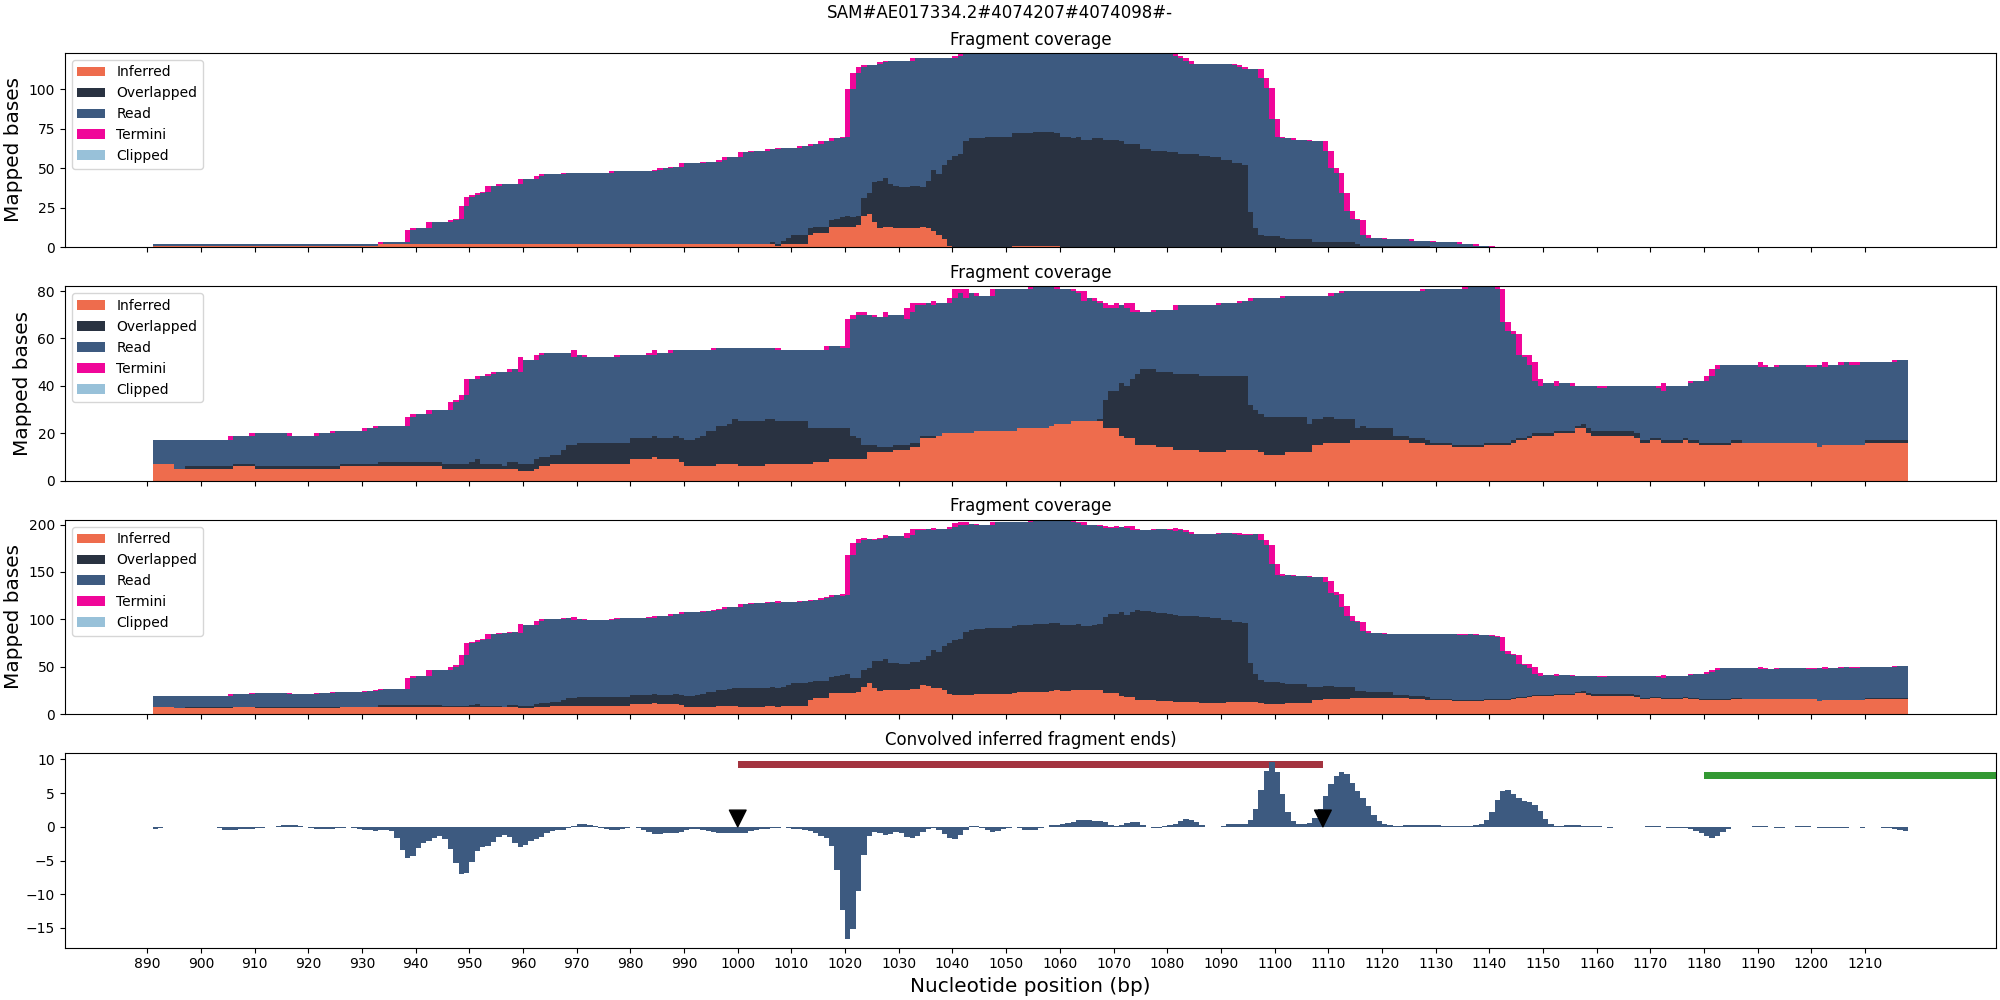 SAM#AE017334.2#4074207#4074098#-
Fragment coverage
Mapped bases
100
75
50
25
0
Inferred
Overlapped
Read
Termini
Clipped
Fragment coverage
Mapped bases
80
60
40
20
0
Inferred
Overlapped
Read
Termini
Clipped
Fragment coverage
Mapped bases
200
150
100
50
0
Inferred
Overlapped
Read
Termini
Clipped
Convolved inferred fragment ends)
10
5
0
−5
−10
−15
890 900 910 920 930 940 950 960 970 980 990 1000 1010 1020 1030 1040 1050 1060 1070 1080 1090 1100 1110 1120 1130 1140 1150 1160 1170 1180 1190 1200 1210
Nucleotide position (bp)